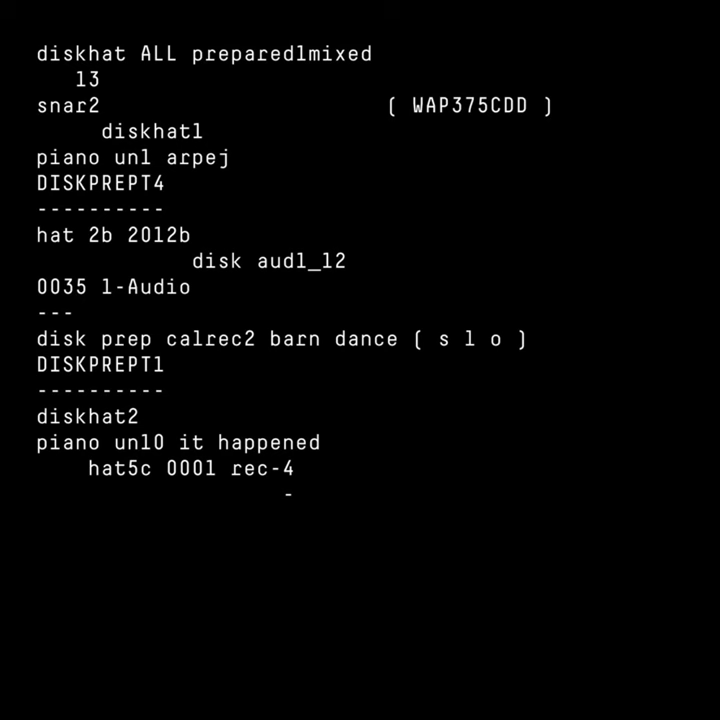 diskhat ALL prepared1mixed
13
snar2 ( WAP375CDD )
diskhat1
piano un1 arpej
DISKPREPT4
----------
hat 2b 2012b
disk aud1_12
0035 1-Audio
---
disk prep calrec2 barn dance ( s l o )
DISKPREPT1
----------
diskhat2
piano un10 it happened
hat5c 0001 rec-4
-